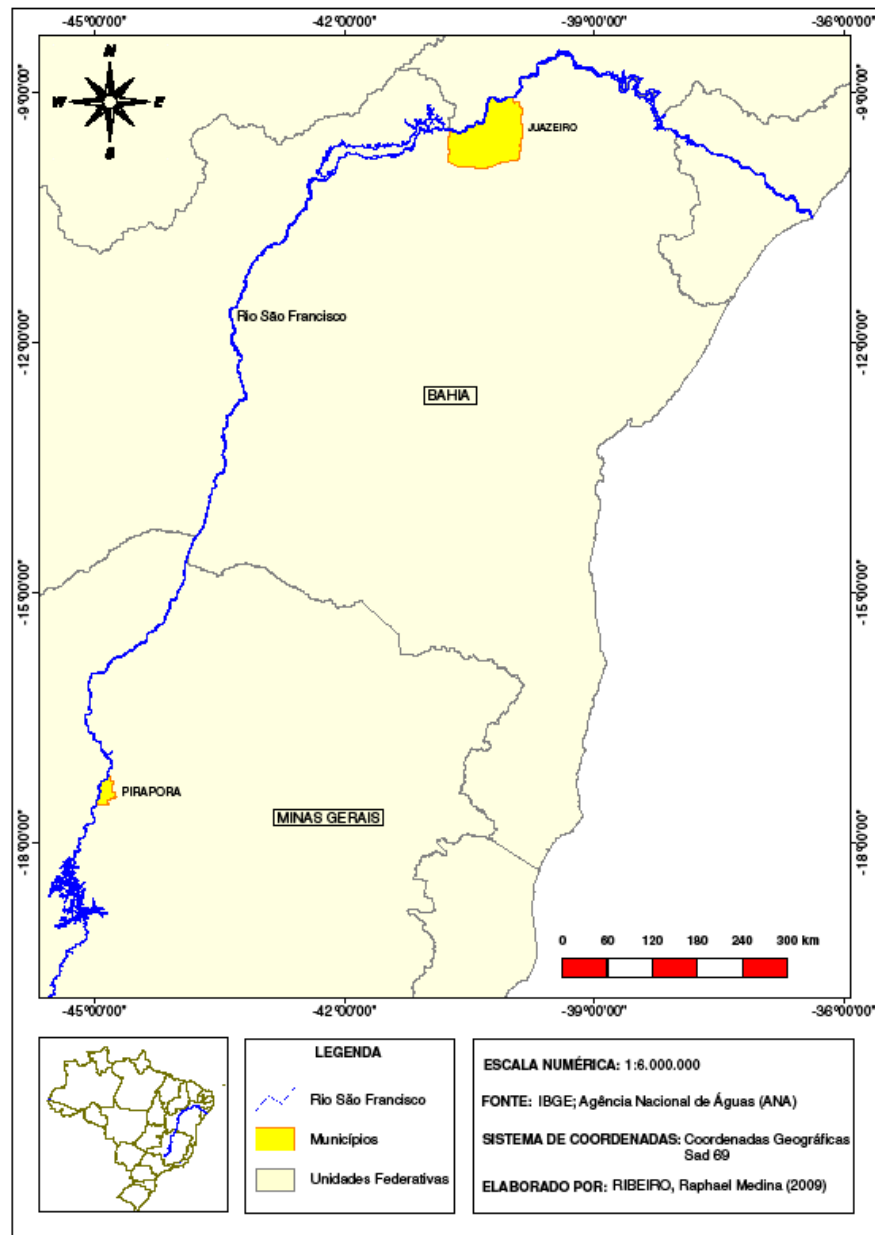 -45°00'00" -42°00'00" -39°00'00" -36°00'00"
N
W E
S
-9°00'00" -9°00'00"
JUAZEIRO
Rio São Francisco
-12°00'00" -12°00'00"
BAHIA
-15°00'00" -15°00'00"
PIRAPORA
MINAS GERAIS
-18°00'00" -18°00'00"
0 60 120 180 240 300 km
-45°00'00" -42°00'00" -39°00'00" -36°00'00"
LEGENDA
Rio São Francisco
Municípios
Unidades Federativas
ESCALA NUMÉRICA: 1:6.000.000
FONTE: IBGE; Agência Nacional de Águas (ANA)
SISTEMA DE COORDENADAS: Coordenadas Geográficas
Sad 69
ELABORADO POR: RIBEIRO, Raphael Medina (2009)